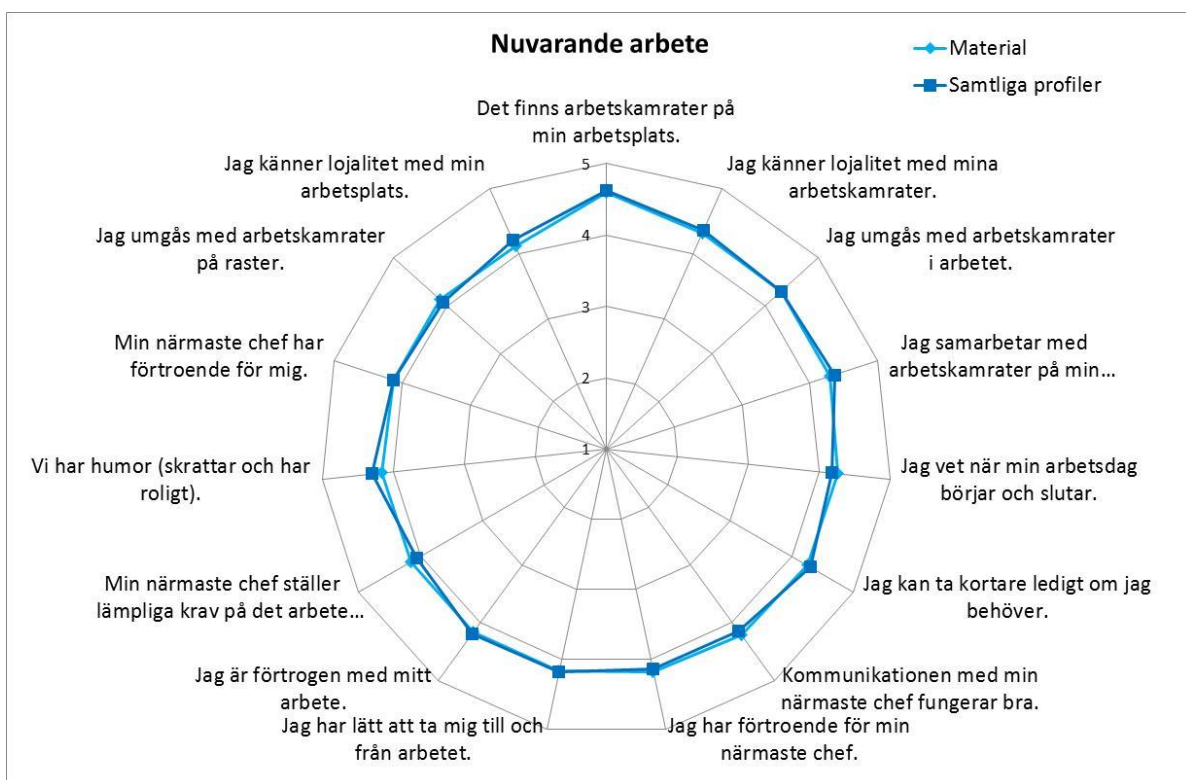 Nuvarande arbete
Material
Samtliga profiler
Det finns arbetskamrater på
min arbetsplats.
Jag känner lojalitet med mina
arbetskamrater.
Jag umgås med arbetskamrater
i arbetet.
Jag samarbetar med
arbetskamrater på min...
Jag vet när min arbetsdag
börjar och slutar.
Jag kan ta kortare ledigt om jag
behöver.
Kommunikationen med min
närmaste chef fungerar bra.
Jag har förtroende för min
närmaste chef.
Jag har lätt att ta mig till och
från arbetet.
Jag är förtrogen med mitt
arbete.
Min närmaste chef ställer
lämpliga krav på det arbete...
Vi har humor (skrattar och har
roligt).
Min närmaste chef har
förtroende för mig.
Jag umgås med arbetskamrater
på raster.
Jag känner lojalitet med min
arbetsplats.
5
4
3
2
1